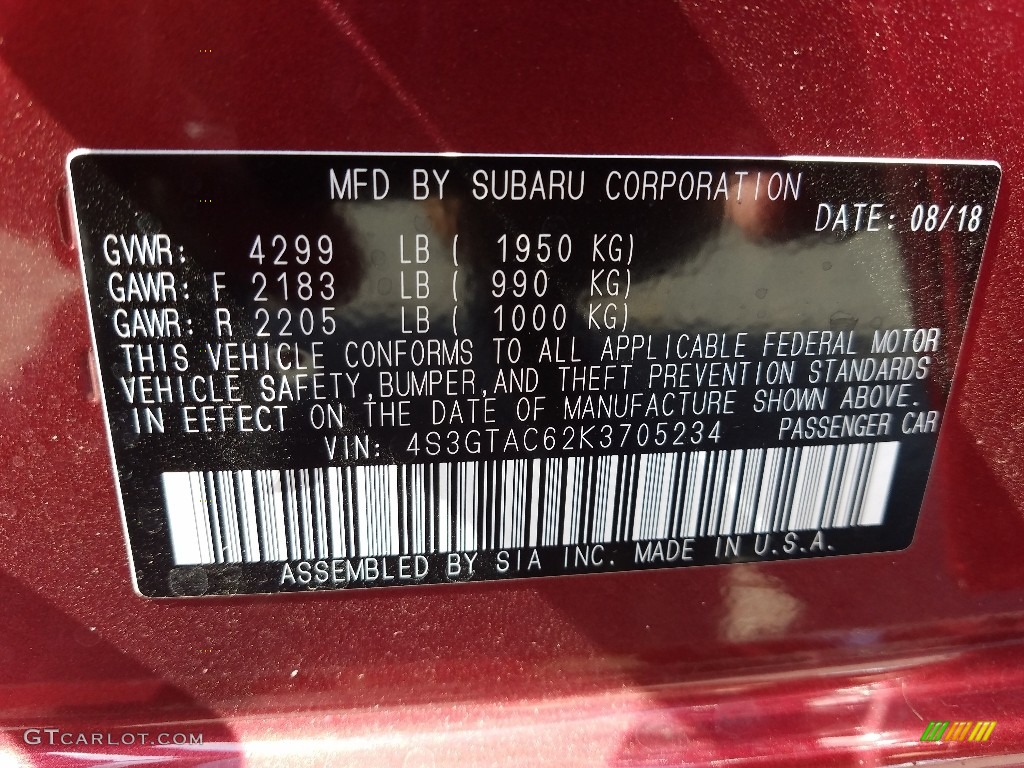 MFD BY SUBARU CORPORATION
DATE: 08/18
GVWR: 4299 LB ( 1950 KG)
GAWR: F 2183 LB ( 990 KG)
GAWR: R 2205 LB ( 1000 KG)
THIS VEHICLE CONFORMS TO ALL APPLICABLE FEDERAL MOTOR
VEHICLE SAFETY,BUMPER,AND THEFT PREVENTION STANDARDS
IN EFFECT ON THE DATE OF MANUFACTURE SHOWN ABOVE.
VIN: 4S3GTAC62K3705234 PASSENGER CAR
ASSEMBLED BY SIA INC. MADE IN U.S.A.
GTCARLOT.COM